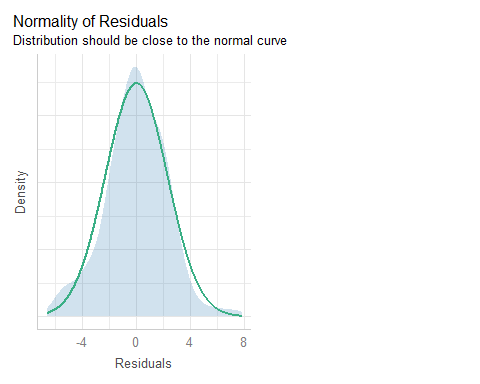 Normality of Residuals
Distribution should be close to the normal curve
Density
-4 0 4 8
Residuals